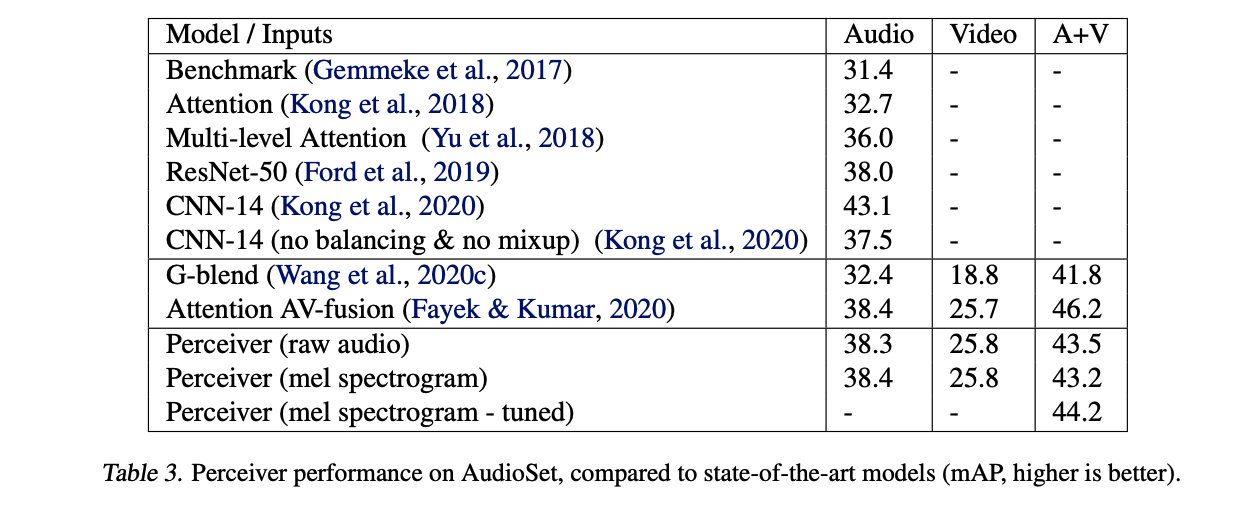 Model / Inputs Audio Video A+V
Benchmark (Gemmeke et al., 2017) 31.4 - -
Attention (Kong et al., 2018) 32.7 - -
Multi-level Attention (Yu et al., 2018) 36.0 - -
ResNet-50 (Ford et al., 2019) 38.0 - -
CNN-14 (Kong et al., 2020) 43.1 - -
CNN-14 (no balancing & no mixup) (Kong et al., 2020) 37.5 - -
G-blend (Wang et al., 2020c) 32.4 18.8 41.8
Attention AV-fusion (Fayek & Kumar, 2020) 38.4 25.7 46.2
Perceiver (raw audio) 38.3 25.8 43.5
Perceiver (mel spectrogram) 38.4 25.8 43.2
Perceiver (mel spectrogram - tuned) - - 44.2
Table 3. Perceiver performance on AudioSet, compared to state-of-the-art models (mAP, higher is better).